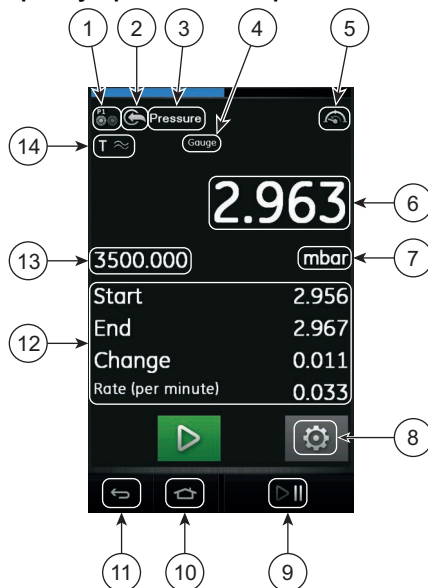 1 2 3 4 5
P1 Pressure
14 T ≈ Gauge
2.963 6
13 3500.000 mbar 7
Start 2.956
12 End 2.967
Change 0.011
Rate (per minute) 0.033
8
11 10 9